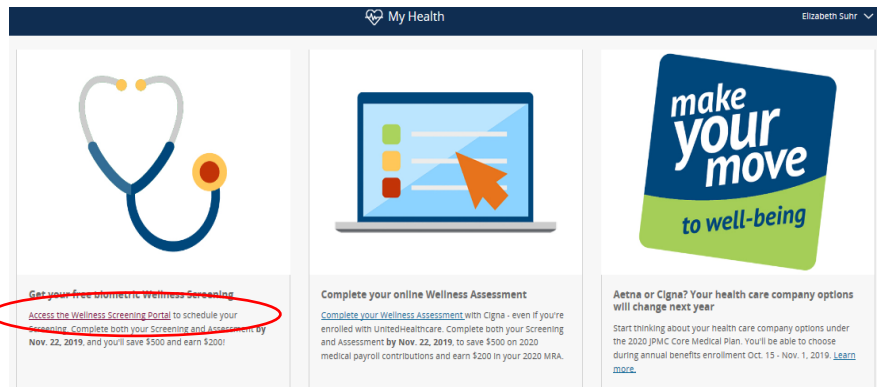 My Health
Elizabeth Suhr
make
your
move
to well-being
Get your free biometric Wellness Screening
Access the Wellness Screening Portal to schedule your
Screening. Complete both your Screening and Assessment by
Nov. 22, 2019, and you'll save $500 and earn $200!
Complete your online Wellness Assessment
Complete your Wellness Assessment with Cigna - even if you're
enrolled with UnitedHealthcare. Complete both your Screening
and Assessment by Nov. 22, 2019, to save $500 on 2020
medical payroll contributions and earn $200 in your 2020 MRA.
Aetna or Cigna? Your health care company options
will change next year
Start thinking about your health care company options under
the 2020 JPMC Core Medical Plan. You'll be able to choose
during annual benefits enrollment Oct. 15 - Nov. 1, 2019. Learn
more.